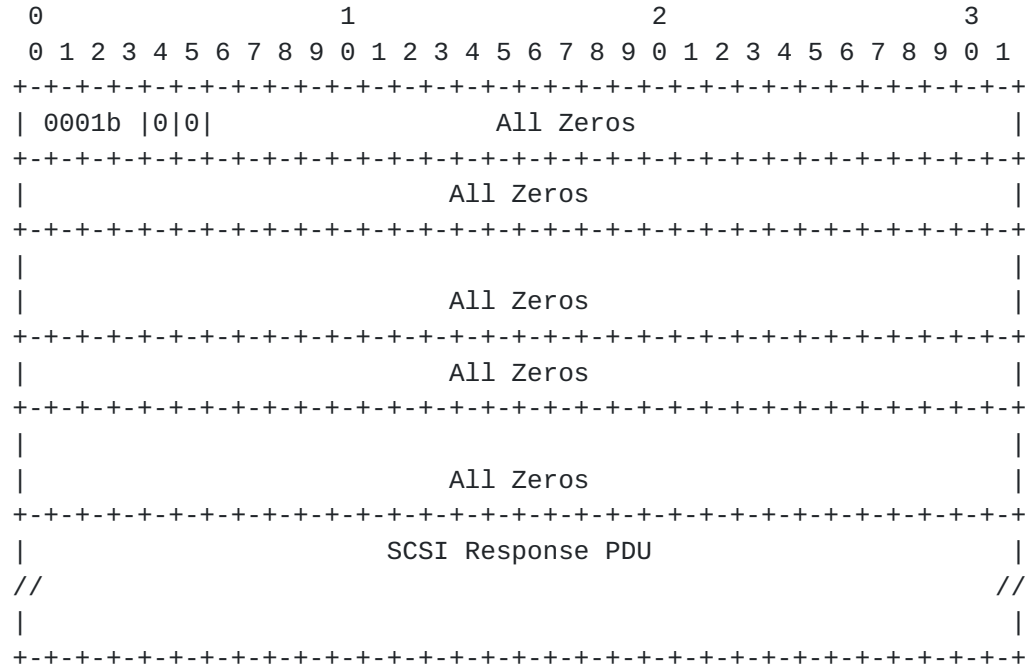 0                   1                   2                   3
 0 1 2 3 4 5 6 7 8 9 0 1 2 3 4 5 6 7 8 9 0 1 2 3 4 5 6 7 8 9 0 1
+-+-+-+-+-+-+-+-+-+-+-+-+-+-+-+-+-+-+-+-+-+-+-+-+-+-+-+-+-+-+-+-+
| 0001b |0|0|                  All Zeros                        |
+-+-+-+-+-+-+-+-+-+-+-+-+-+-+-+-+-+-+-+-+-+-+-+-+-+-+-+-+-+-+-+-+
|                           All Zeros                           |
+-+-+-+-+-+-+-+-+-+-+-+-+-+-+-+-+-+-+-+-+-+-+-+-+-+-+-+-+-+-+-+-+
|                                                               |
|                           All Zeros                           |
+-+-+-+-+-+-+-+-+-+-+-+-+-+-+-+-+-+-+-+-+-+-+-+-+-+-+-+-+-+-+-+-+
|                           All Zeros                           |
+-+-+-+-+-+-+-+-+-+-+-+-+-+-+-+-+-+-+-+-+-+-+-+-+-+-+-+-+-+-+-+-+
|                                                               |
|                           All Zeros                           |
+-+-+-+-+-+-+-+-+-+-+-+-+-+-+-+-+-+-+-+-+-+-+-+-+-+-+-+-+-+-+-+-+
|                       SCSI Response PDU                       |
//                                                             //
|                                                               |
+-+-+-+-+-+-+-+-+-+-+-+-+-+-+-+-+-+-+-+-+-+-+-+-+-+-+-+-+-+-+-+-+